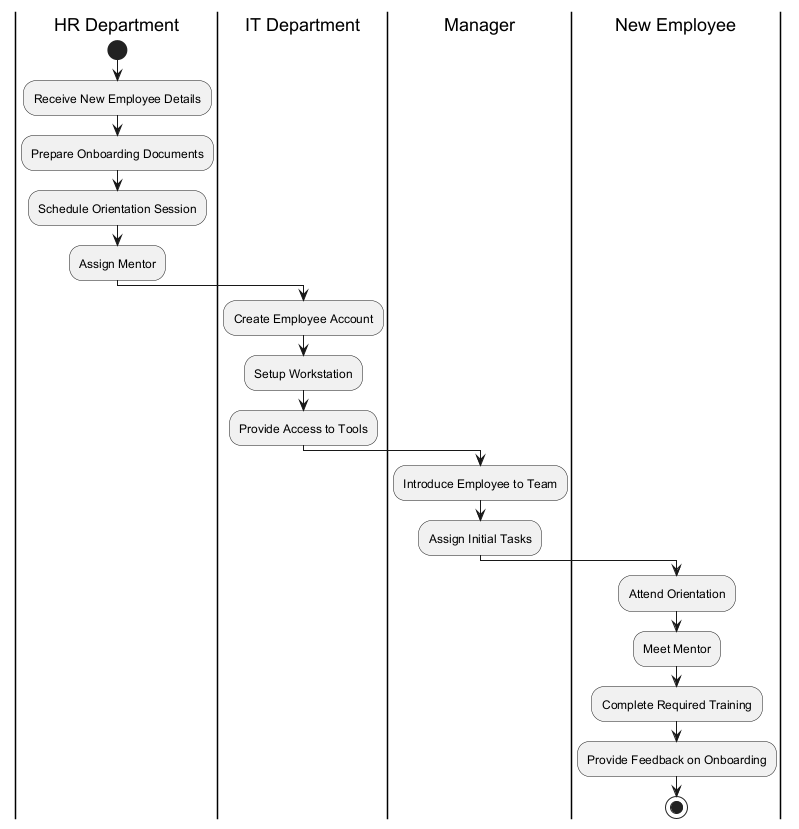 HR Department
IT Department
Manager
New Employee
Receive New Employee Details
Prepare Onboarding Documents
Schedule Orientation Session
Assign Mentor
Create Employee Account
Setup Workstation
Provide Access to Tools
Introduce Employee to Team
Assign Initial Tasks
Attend Orientation
Meet Mentor
Complete Required Training
Provide Feedback on Onboarding